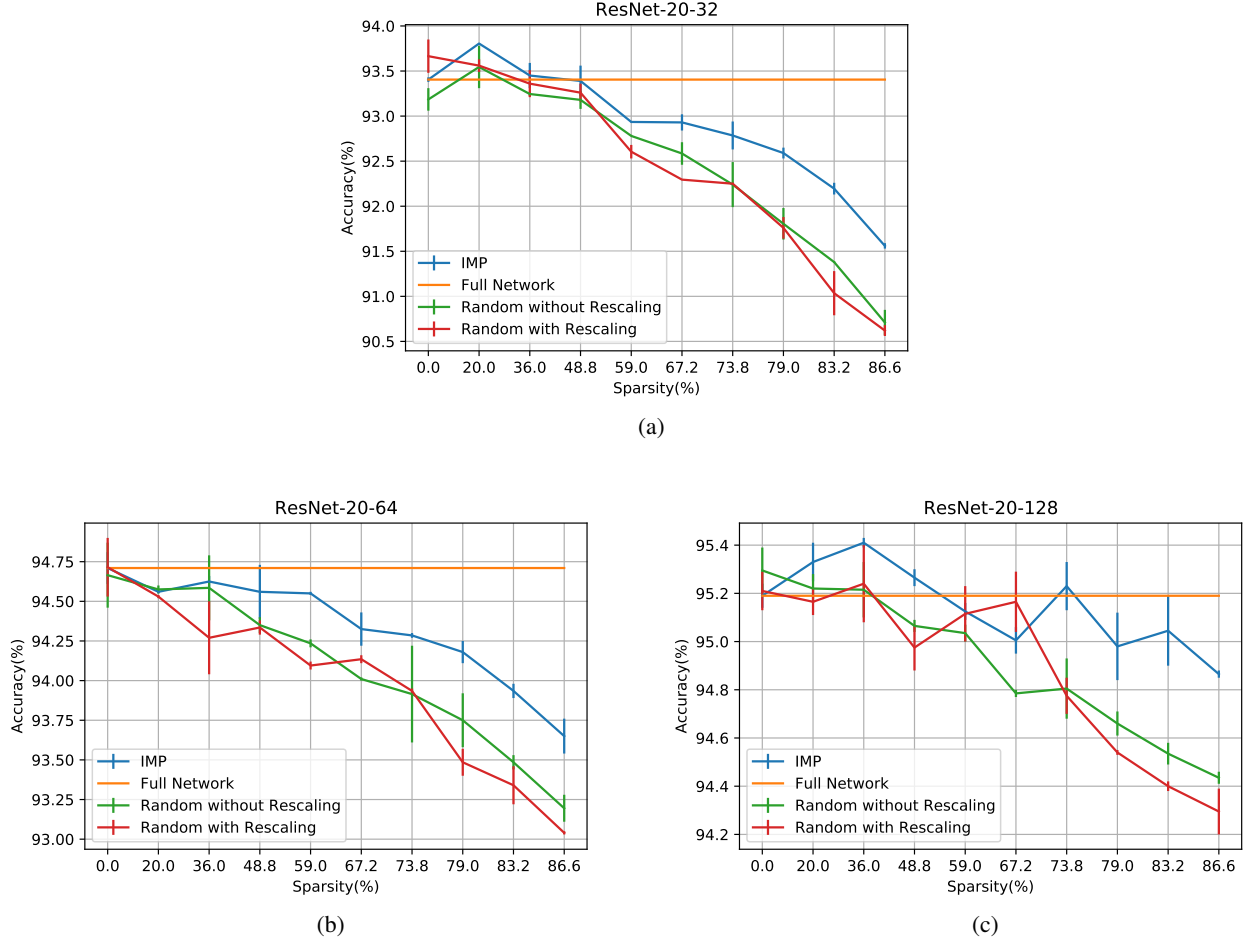 ResNet-20-32
94.0
93.5
93.0
92.5
92.0
91.5
91.0
90.5
Accuracy(%)
IMP
Full Network
Random without Rescaling
Random with Rescaling
0.0 20.0 36.0 48.8 59.0 67.2 73.8 79.0 83.2 86.6
Sparsity(%)
(a)
ResNet-20-64
94.75
94.50
94.25
94.00
93.75
93.50
93.25
93.00
Accuracy(%)
IMP
Full Network
Random without Rescaling
Random with Rescaling
0.0 20.0 36.0 48.8 59.0 67.2 73.8 79.0 83.2 86.6
Sparsity(%)
(b)
ResNet-20-128
95.4
95.2
95.0
94.8
94.6
94.4
94.2
Accuracy(%)
IMP
Full Network
Random without Rescaling
Random with Rescaling
0.0 20.0 36.0 48.8 59.0 67.2 73.8 79.0 83.2 86.6
Sparsity(%)
(c)